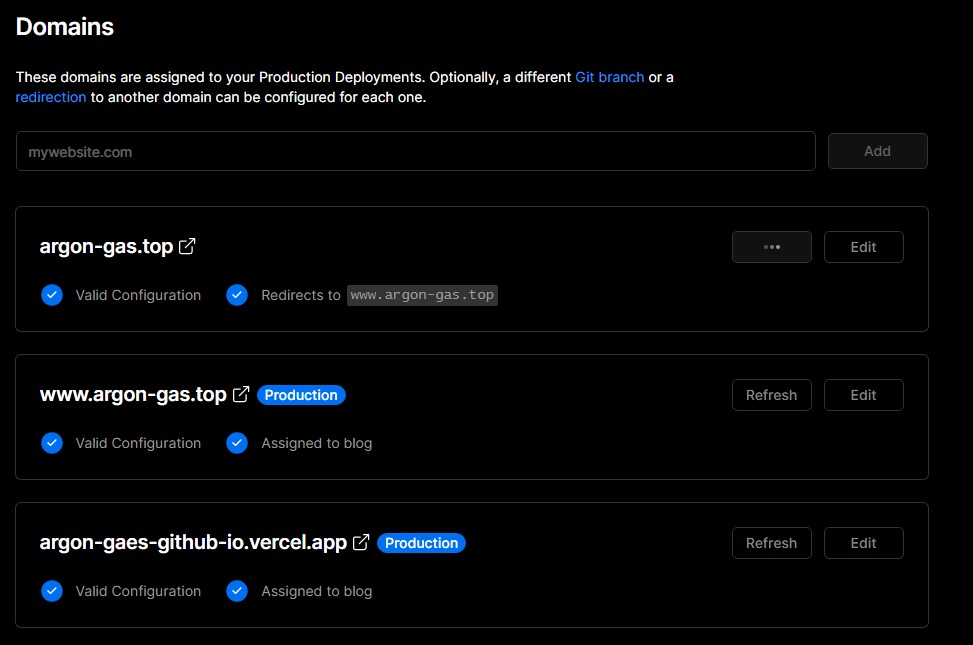 Domains
These domains are assigned to your Production Deployments. Optionally, a different Git branch or a
redirection to another domain can be configured for each one.
mywebsite.com Add
argon-gas.top ••• Edit
Valid Configuration Redirects to www.argon-gas.top
www.argon-gas.top Production Refresh Edit
Valid Configuration Assigned to blog
argon-gaes-github-io.vercel.app Production Refresh Edit
Valid Configuration Assigned to blog